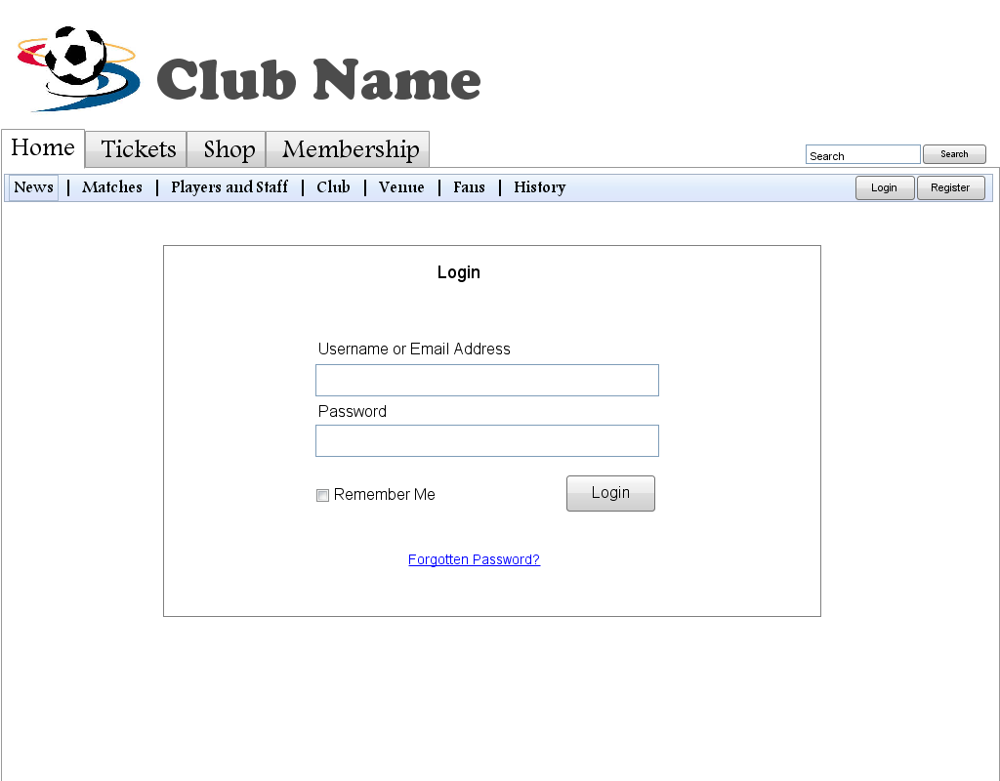 Club Name
Home Tickets Shop Membership
Search Search
News | Matches | Players and Staff | Club | Venue | Fans | History Login Register
Login
Username or Email Address
Password
Remember Me Login
Forgotten Password?